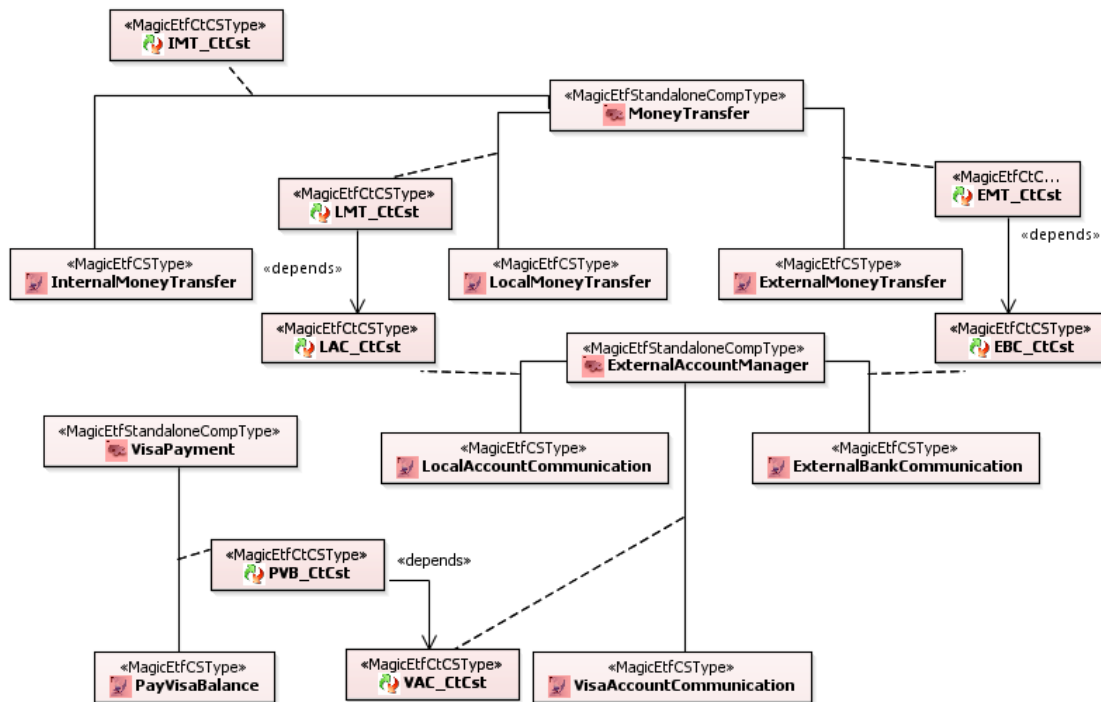 «MagicEtfCtCSType»
IMT_CtCst
«MagicEtfStandaloneCompType»
MoneyTransfer
«MagicEtfCtC...
EMT_CtCst
«MagicEtfCtCSType»
LMT_CtCst
«depends»
«depends»
«MagicEtfCSType»
InternalMoneyTransfer
«MagicEtfCSType»
LocalMoneyTransfer
«MagicEtfCSType»
ExternalMoneyTransfer
«MagicEtfCtCSType»
LAC_CtCst
«MagicEtfStandaloneCompType»
ExternalAccountManager
«MagicEtfCtCSType»
EBC_CtCst
«MagicEtfStandaloneCompType»
VisaPayment
«MagicEtfCSType»
LocalAccountCommunication
«MagicEtfCSType»
ExternalBankCommunication
«MagicEtfCtCSType»
PVB_CtCst
«depends»
«MagicEtfCSType»
PayVisaBalance
«MagicEtfCtCSType»
VAC_CtCst
«MagicEtfCSType»
VisaAccountCommunication